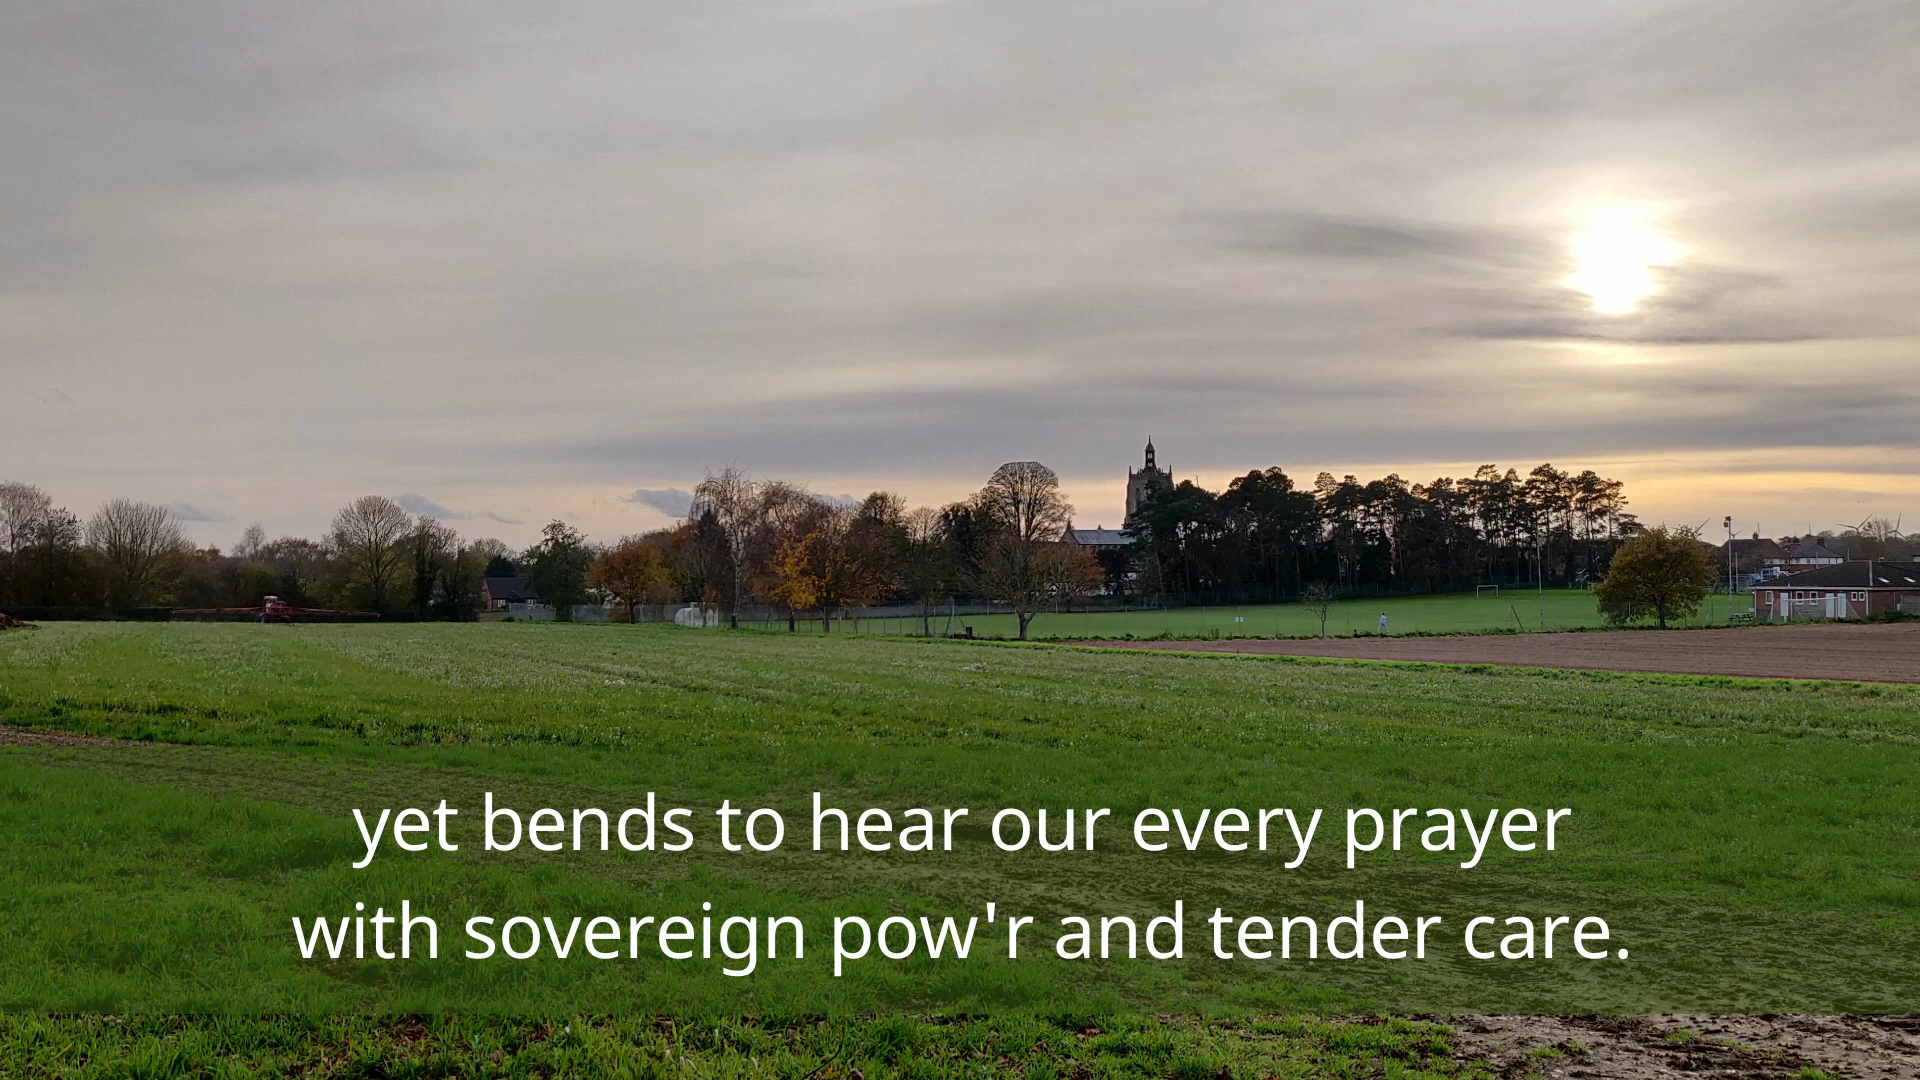 yet bends to hear our every prayer
with sovereign pow'r and tender care.